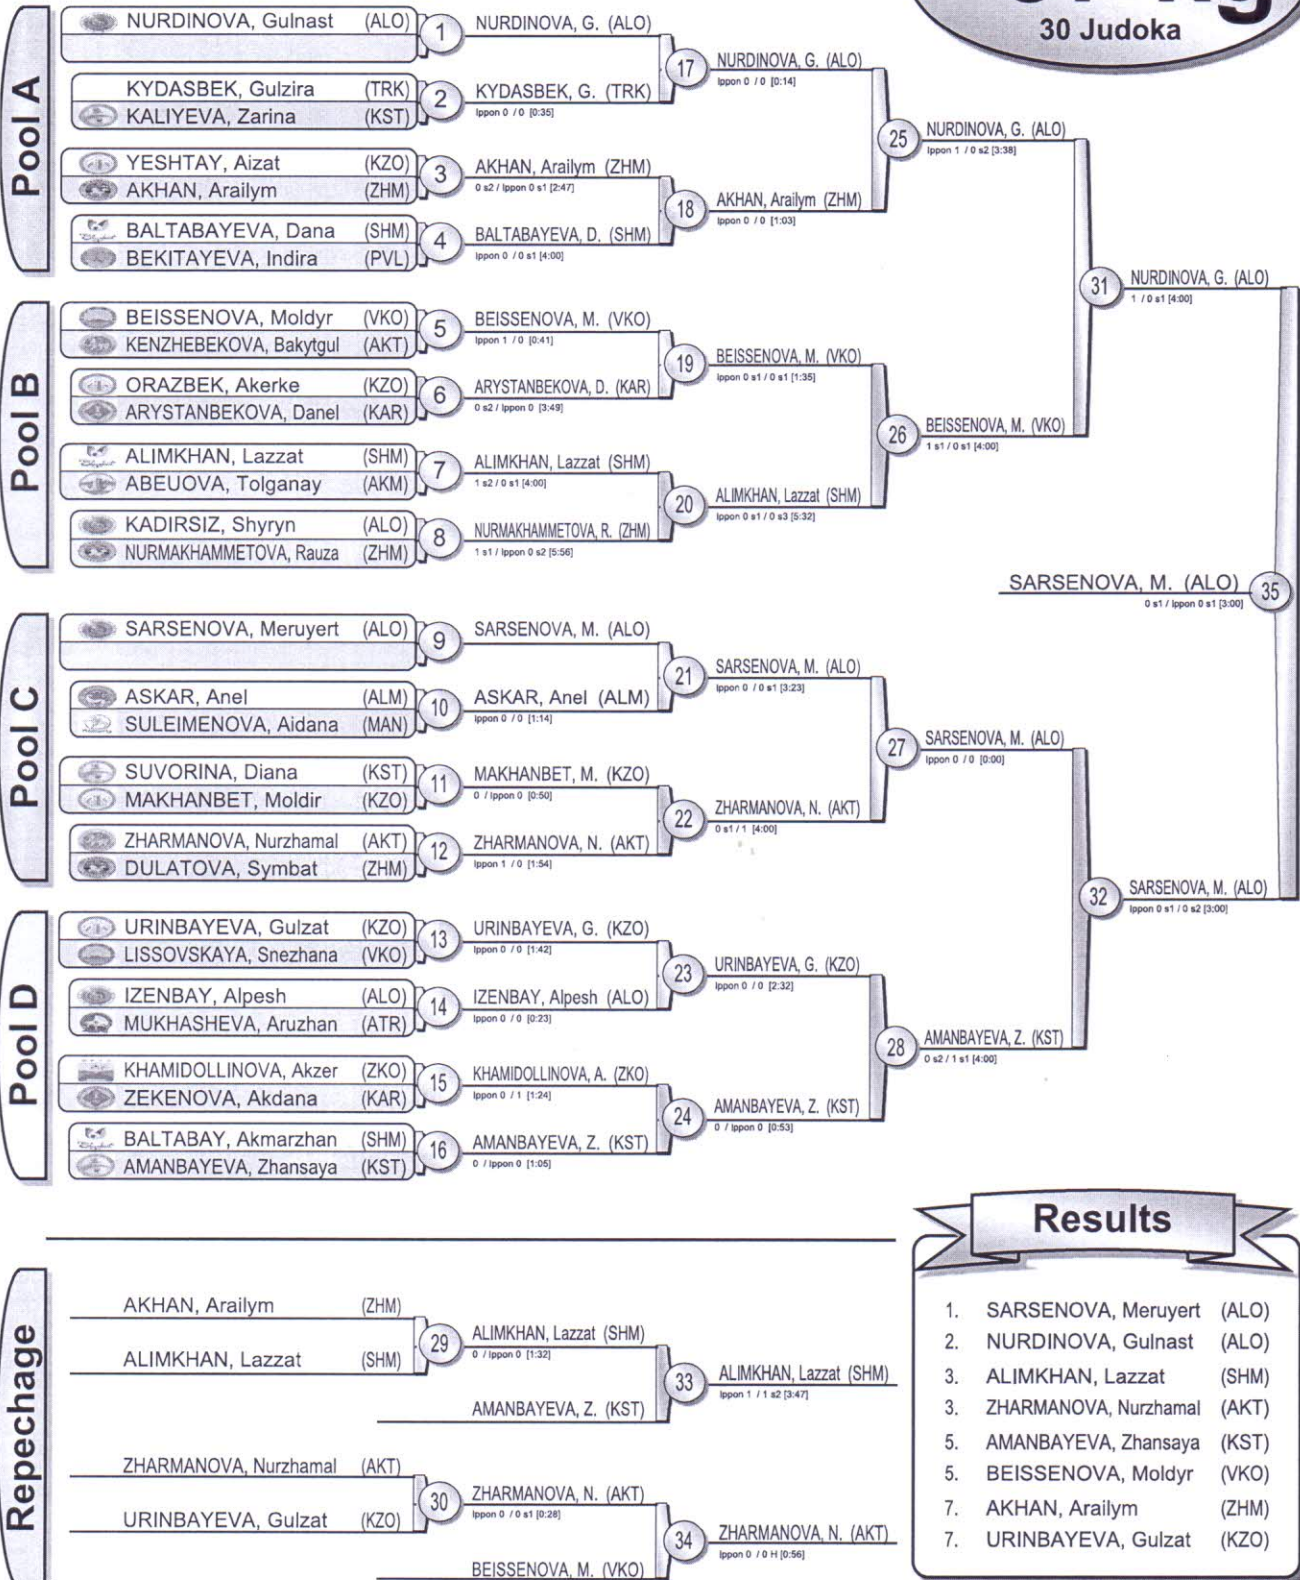 30 Judoka
Pool A
NURDINOVA, Gulnast (ALO)
1
KYDASBEK, Gulzira (TRK)
KALIYEVA, Zarina (KST)
2
YESHTAY, Aizat (KZO)
AKHAN, Arailym (ZHM)
3
BALTABAYEVA, Dana (SHM)
BEKITAYEVA, Indira (PVL)
4
NURDINOVA, G. (ALO)
KYDASBEK, G. (TRK)
Ippon 0 / 0 [0:35]
17
AKHAN, Arailym (ZHM)
0 s2 / Ippon 0 s1 [2:47]
BALTABAYEVA, D. (SHM)
Ippon 0 / 0 s1 [4:00]
18
NURDINOVA, G. (ALO)
Ippon 0 / 0 [0:14]
AKHAN, Arailym (ZHM)
Ippon 0 / 0 [1:03]
25
NURDINOVA, G. (ALO)
Ippon 1 / 0 s2 [3:38]
Pool B
BEISSENOVA, Moldyr (VKO)
KENZHEBEKOVA, Bakytgul (AKT)
5
ORAZBEK, Akerke (KZO)
ARYSTANBEKOVA, Danel (KAR)
6
ALIMKHAN, Lazzat (SHM)
ABEUOVA, Tolganay (AKM)
7
KADIRSIZ, Shyryn (ALO)
NURMAKHAMMETOVA, Rauza (ZHM)
8
BEISSENOVA, M. (VKO)
Ippon 1 / 0 [0:41]
ARYSTANBEKOVA, D. (KAR)
0 s2 / Ippon 0 [3:49]
19
ALIMKHAN, Lazzat (SHM)
1 s2 / 0 s1 [4:00]
NURMAKHAMMETOVA, R. (ZHM)
1 s1 / Ippon 0 s2 [5:56]
20
BEISSENOVA, M. (VKO)
Ippon 0 s1 / 0 s1 [1:35]
ALIMKHAN, Lazzat (SHM)
Ippon 0 s1 / 0 s3 [5:32]
26
BEISSENOVA, M. (VKO)
1 s1 / 0 s1 [4:00]
31
NURDINOVA, G. (ALO)
1 / 0 s1 [4:00]
SARSENOVA, M. (ALO)
0 s1 / Ippon 0 s1 [3:00]
35
Pool C
SARSENOVA, Meruyert (ALO)
9
ASKAR, Anel (ALM)
SULEIMENOVA, Aidana (MAN)
10
SUVORINA, Diana (KST)
MAKHANBET, Moldir (KZO)
11
ZHARMANOVA, Nurzhamal (AKT)
DULATOVA, Symbat (ZHM)
12
SARSENOVA, M. (ALO)
ASKAR, Anel (ALM)
Ippon 0 / 0 [1:14]
21
MAKHANBET, M. (KZO)
0 / Ippon 0 [0:50]
ZHARMANOVA, N. (AKT)
Ippon 1 / 0 [1:54]
22
SARSENOVA, M. (ALO)
Ippon 0 / 0 s1 [3:23]
ZHARMANOVA, N. (AKT)
0 s1 / 1 [4:00]
27
SARSENOVA, M. (ALO)
Ippon 0 / 0 [0:00]
Pool D
URINBAYEVA, Gulzat (KZO)
LISSOVSKAYA, Snezhana (VKO)
13
IZENBAY, Alpesh (ALO)
MUKHASHEVA, Aruzhan (ATR)
14
KHAMIDOLLINOVA, Akzer (ZKO)
ZEKENOVA, Akdana (KAR)
15
BALTABAY, Akmarzhan (SHM)
AMANBAYEVA, Zhansaya (KST)
16
URINBAYEVA, G. (KZO)
Ippon 0 / 0 [1:42]
IZENBAY, Alpesh (ALO)
Ippon 0 / 0 [0:23]
23
KHAMIDOLLINOVA, A. (ZKO)
Ippon 0 / 1 [1:24]
AMANBAYEVA, Z. (KST)
0 / Ippon 0 [1:05]
24
URINBAYEVA, G. (KZO)
Ippon 0 / 0 [2:32]
AMANBAYEVA, Z. (KST)
0 / Ippon 0 [0:53]
28
AMANBAYEVA, Z. (KST)
0 s2 / 1 s1 [4:00]
32
SARSENOVA, M. (ALO)
Ippon 0 s1 / 0 s2 [3:00]
Repechage
AKHAN, Arailym (ZHM)
ALIMKHAN, Lazzat (SHM)
29
ALIMKHAN, Lazzat (SHM)
0 / Ippon 0 [1:32]
AMANBAYEVA, Z. (KST)
33
ALIMKHAN, Lazzat (SHM)
Ippon 1 / 1 s2 [3:47]
ZHARMANOVA, Nurzhamal (AKT)
URINBAYEVA, Gulzat (KZO)
30
ZHARMANOVA, N. (AKT)
Ippon 0 / 0 s1 [0:28]
BEISSENOVA, M. (VKO)
34
ZHARMANOVA, N. (AKT)
Ippon 0 / 0 H [0:56]
Results
1. SARSENOVA, Meruyert (ALO)
2. NURDINOVA, Gulnast (ALO)
3. ALIMKHAN, Lazzat (SHM)
3. ZHARMANOVA, Nurzhamal (AKT)
5. AMANBAYEVA, Zhansaya (KST)
5. BEISSENOVA, Moldyr (VKO)
7. AKHAN, Arailym (ZHM)
7. URINBAYEVA, Gulzat (KZO)